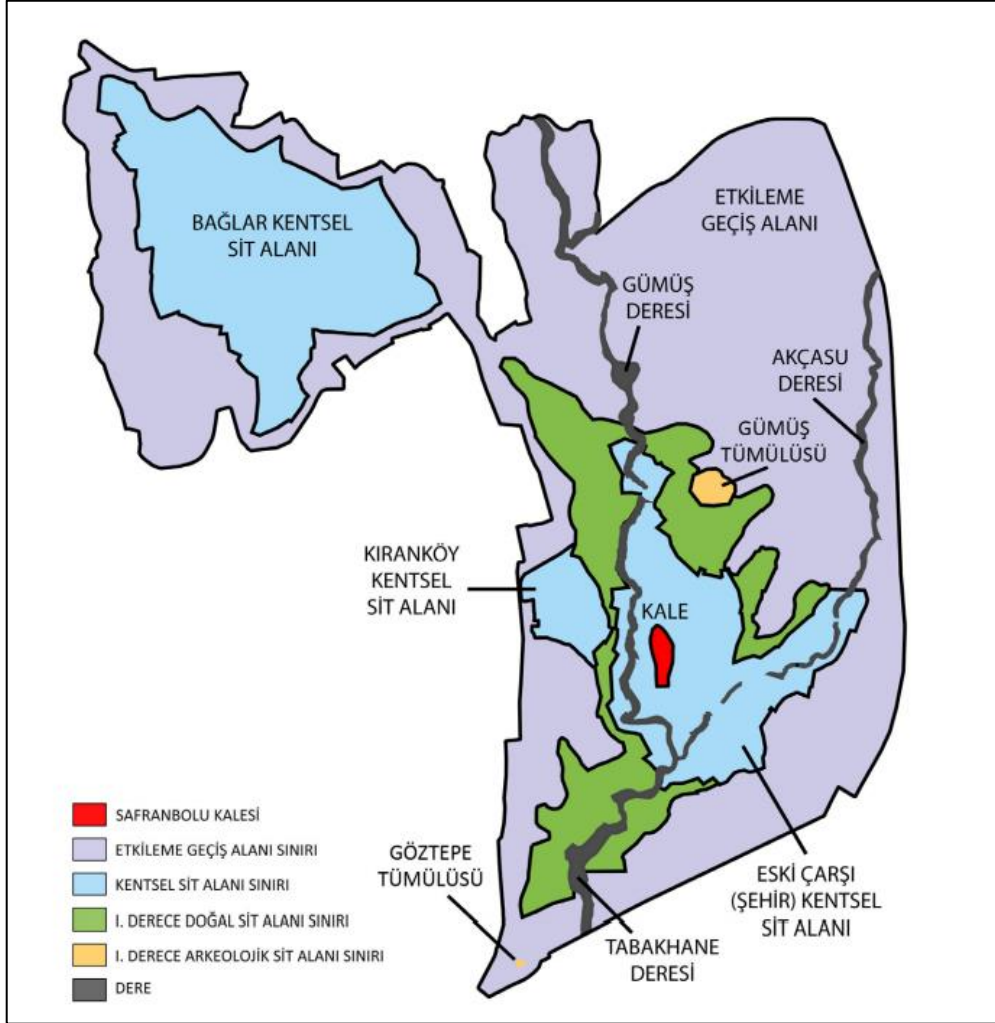 BAĞLAR KENTSEL
SİT ALANI
ETKİLEME
GEÇİŞ ALANI
GÜMÜŞ
DERESİ
AKÇASU
DERESİ
GÜMÜŞ
TÜMÜLÜSÜ
KIRANKÖY
KENTSEL
SİT ALANI
KALE
GÖZTEPE
TÜMÜLÜSÜ
TABAKHANE
DERESİ
ESKİ ÇARŞI
(ŞEHİR) KENTSEL
SİT ALANI
SAFRANBOLU KALESİ
ETKİLEME GEÇİŞ ALANI SINIRI
KENTSEL SİT ALANI SINIRI
I. DERECE DOĞAL SİT ALANI SINIRI
I. DERECE ARKEOLOJİK SİT ALANI SINIRI
DERE